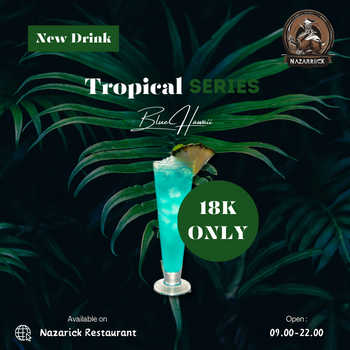 New Drink
NAZARRICK
Tropical SERIES
Blue Hawaii
18K
ONLY
Available on
Nazarick Restaurant
Open :
09.00-22.00